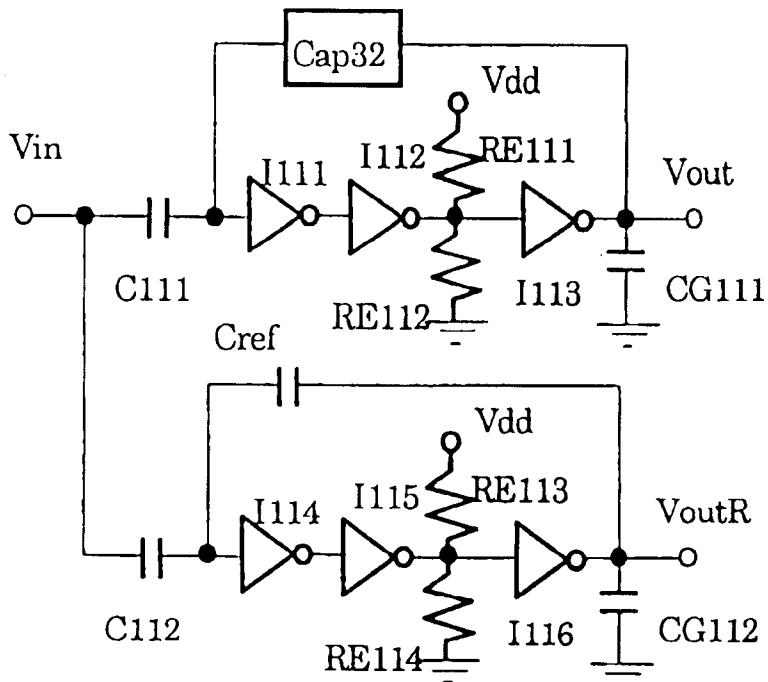 Cap32
Vdd
Vin
I111
I112
RE111
Vout
C111
I113
CG111
RE112
Cref
Vdd
I114
I115
RE113
VoutR
C112
I116
CG112
RE114